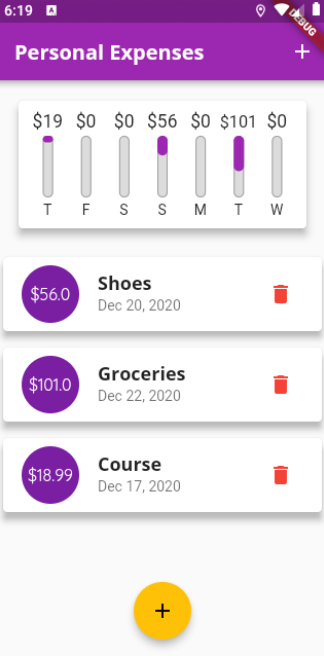 6:19 A
DEBUG
Personal Expenses +
$19 $0 $0 $56 $0 $101 $0
T F S S M T W
$56.0
Shoes
Dec 20, 2020
$101.0
Groceries
Dec 22, 2020
$18.99
Course
Dec 17, 2020
+